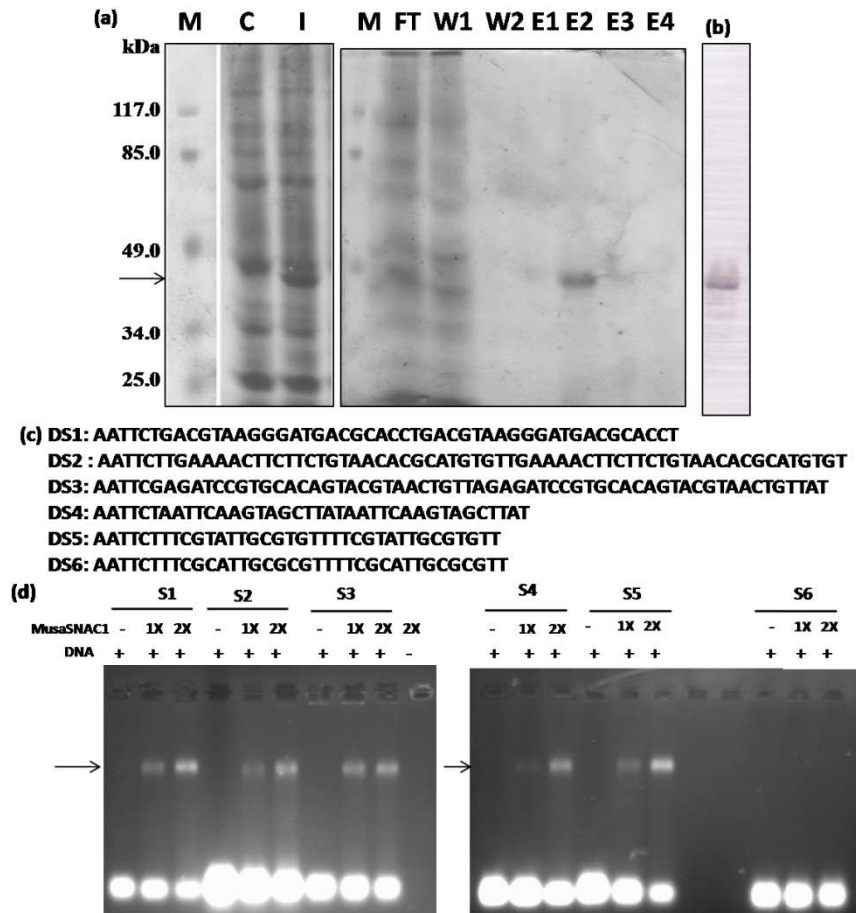 (a) M C I M FT W1 W2 E1 E2 E3 E4 (b)
kDa
117.0
85.0
49.0
34.0
25.0
(c) DS1: AATTCTGACGTAAGGGATGACGCACCTGACGTAAGGGATGACGCACCT
DS2 : AATTCTTGAAAACTTCTTCTGTAACACGCATGTGTTGAAAACTTCTTCTGTAACACGCATGTGT
DS3: AATTCGAGATCCGTGCACAGTACGTAACTGTTAGAGATCCGTGCACAGTACGTAACTGTTAT
DS4: AATTCTAATTCAAGTAGCTTATAATTCAAGTAGCTTAT
DS5: AATTCTTTCGTATTGCGTGTTTTCGTATTGCGTGTT
DS6: AATTCTTTCGCATTGCGCGTTTTCGCATTGCGCGTT
(d) S1 S2 S3 S4 S5 S6
MusaSNAC1 - 1X 2X - 1X 2X - 1X 2X 2X - 1X 2X - 1X 2X - 1X 2X
DNA + + + + + + + + + - + + + + + + + + +